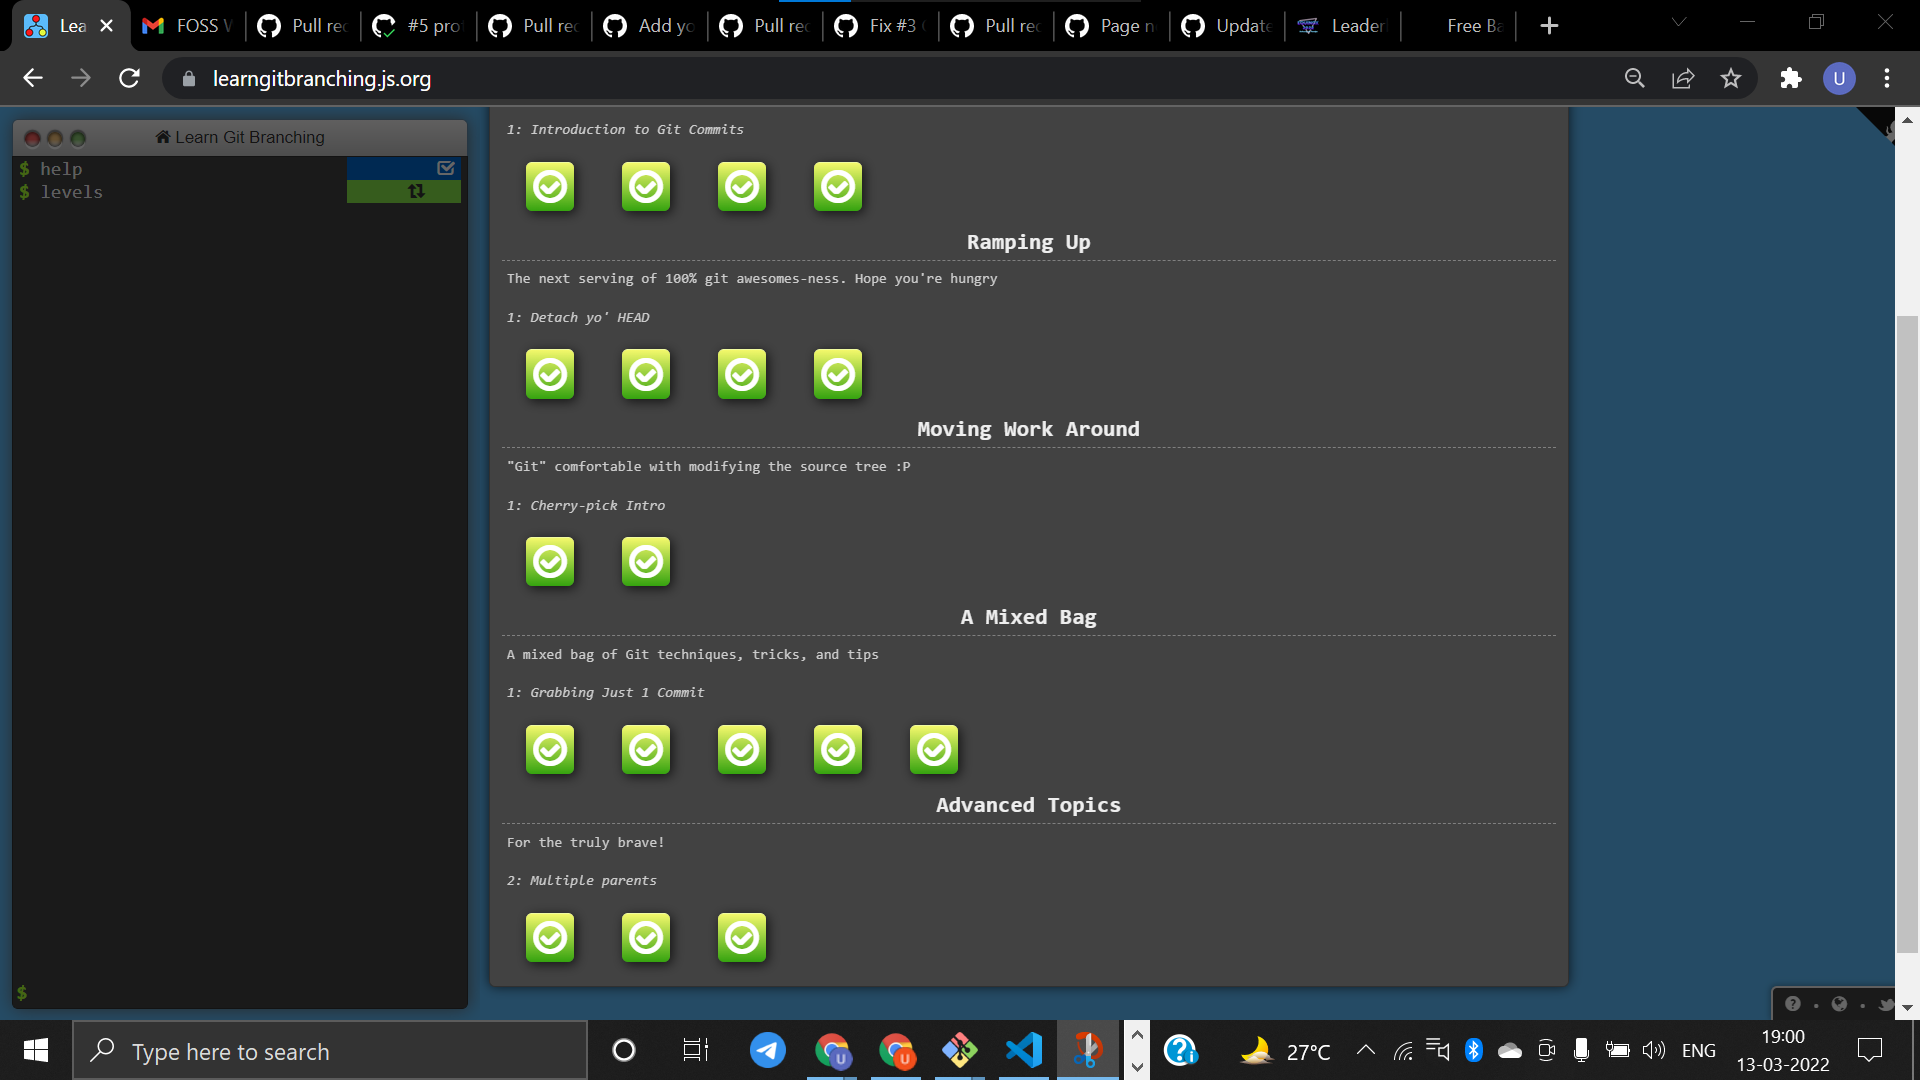 Lea
FOSS W
Pull rec
#5 prof
Pull rec
Add yo
Pull rec
Fix #3
Pull rec
Page n
Update
Leader
Free Ba
learngitbranching.js.org
U
Learn Git Branching
$ help
$ levels
$
1: Introduction to Git Commits
Ramping Up
The next serving of 100% git awesomes-ness. Hope you're hungry
1: Detach yo' HEAD
Moving Work Around
"Git" comfortable with modifying the source tree :P
1: Cherry-pick Intro
A Mixed Bag
A mixed bag of Git techniques, tricks, and tips
1: Grabbing Just 1 Commit
Advanced Topics
For the truly brave!
2: Multiple parents
Type here to search
U
U
27°C
ENG
19:00
13-03-2022